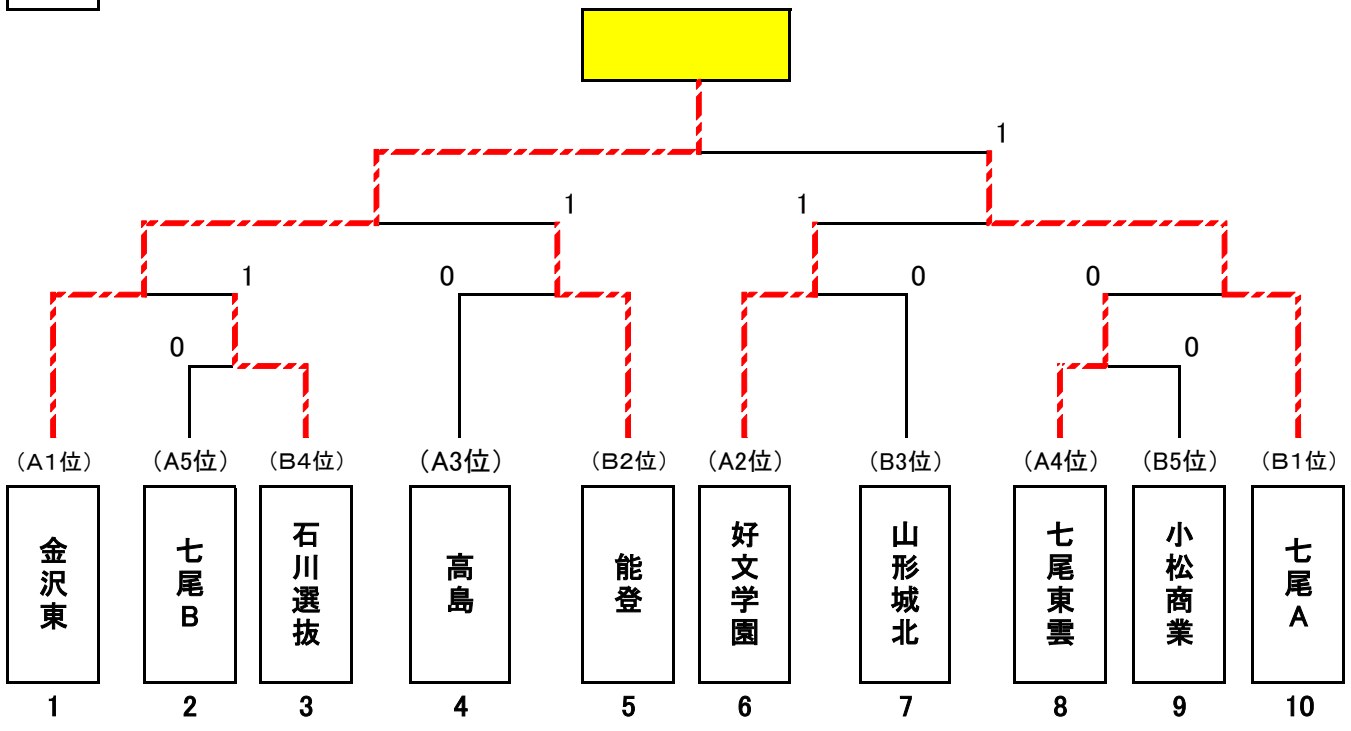 1
1
1
1
0
0
0
0
0
(A1位)
(A5位)
(B4位)
(A3位)
(B2位)
(A2位)
(B3位)
(A4位)
(B5位)
(B1位)
金沢東
七尾B
石川選抜
高島
能登
好文学園
山形城北
七尾東雲
小松商業
七尾A
1
2
3
4
5
6
7
8
9
10